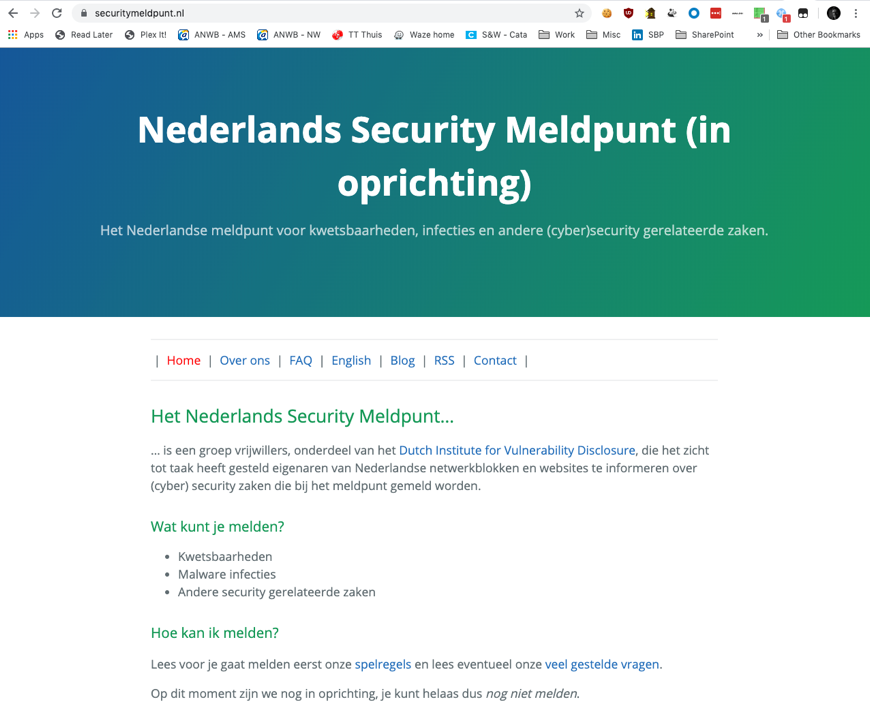 securitymeldpunt.nl
Apps Read Later Plex It! ANWB - AMS ANWB - NW TT Thuis Waze home S&W - Cata Work Misc SBP SharePoint » Other Bookmarks
Nederlands Security Meldpunt (in
oprichting)
Het Nederlandse meldpunt voor kwetsbaarheden, infecties en andere (cyber)security gerelateerde zaken.
| Home | Over ons | FAQ | English | Blog | RSS | Contact |
Het Nederlands Security Meldpunt...
... is een groep vrijwillers, onderdeel van het Dutch Institute for Vulnerability Disclosure, die het zicht
tot taak heeft gesteld eigenaren van Nederlandse netwerkblokken en websites te informeren over
(cyber) security zaken die bij het meldpunt gemeld worden.
Wat kunt je melden?
• Kwetsbaarheden
• Malware infecties
• Andere security gerelateerde zaken
Hoe kan ik melden?
Lees voor je gaat melden eerst onze spelregels en lees eventueel onze veel gestelde vragen.
Op dit moment zijn we nog in oprichting, je kunt helaas dus nog niet melden.